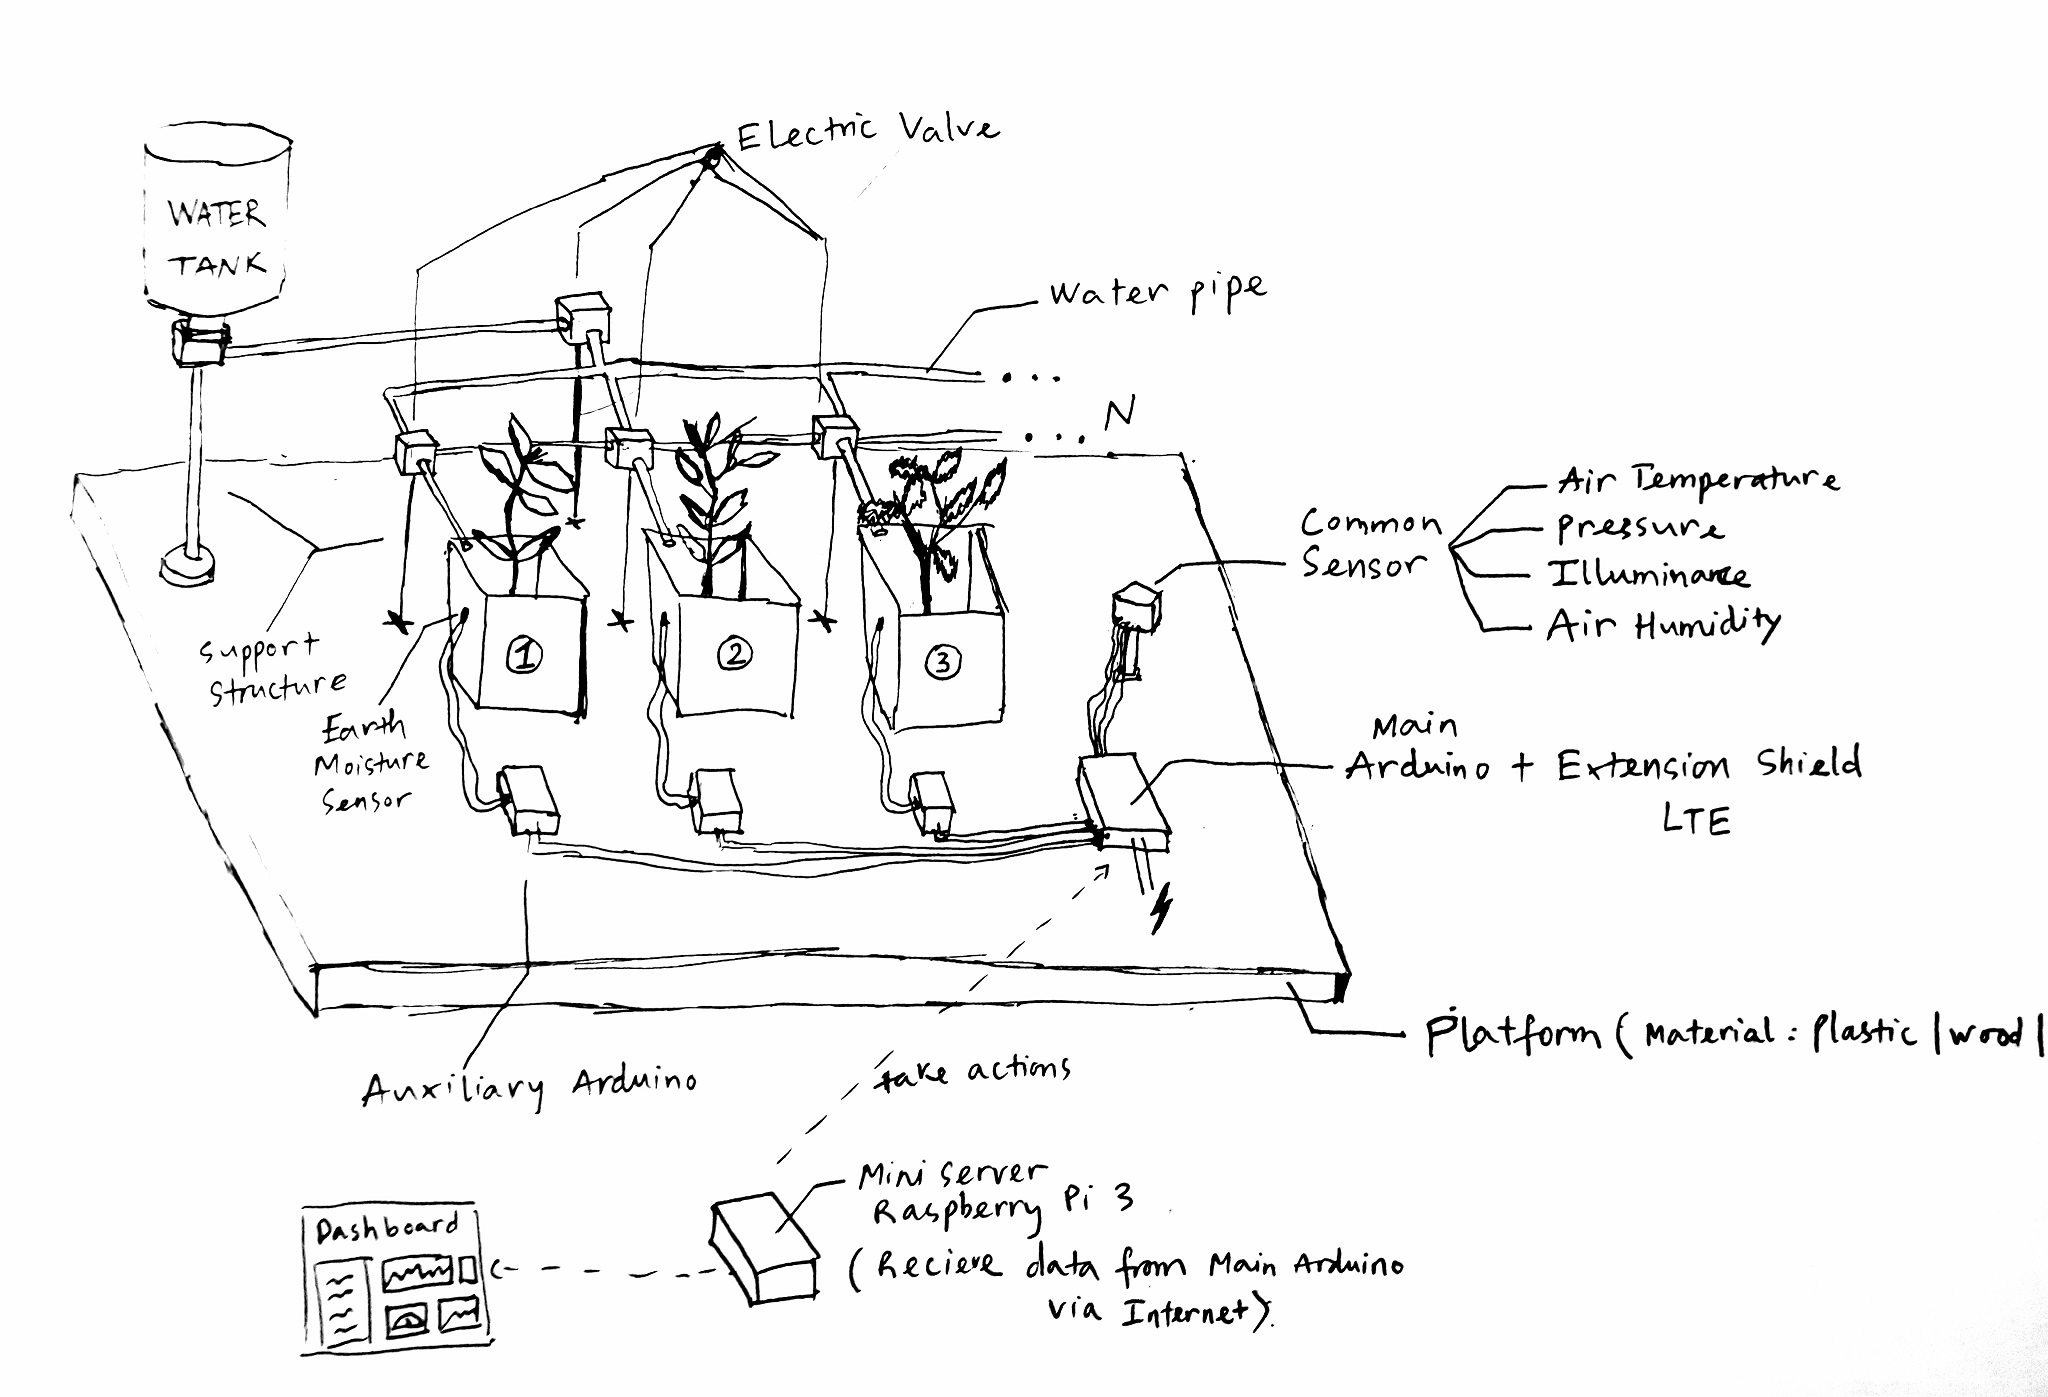 Electric Valve
WATER
TANK
Water pipe
N
Air Temperature
Common
Sensor
Pressure
Illuminance
Air Humidity
Support
Structure
Earth
Moisture
Sensor
1
2
3
Main
Arduino + Extension Shield
LTE
Platform (Material : Plastic | wood |
Auxiliary Arduino
take actions
Mini server
Raspberry Pi 3
(Recieve data from Main Arduino
via Internet).
Dashboard